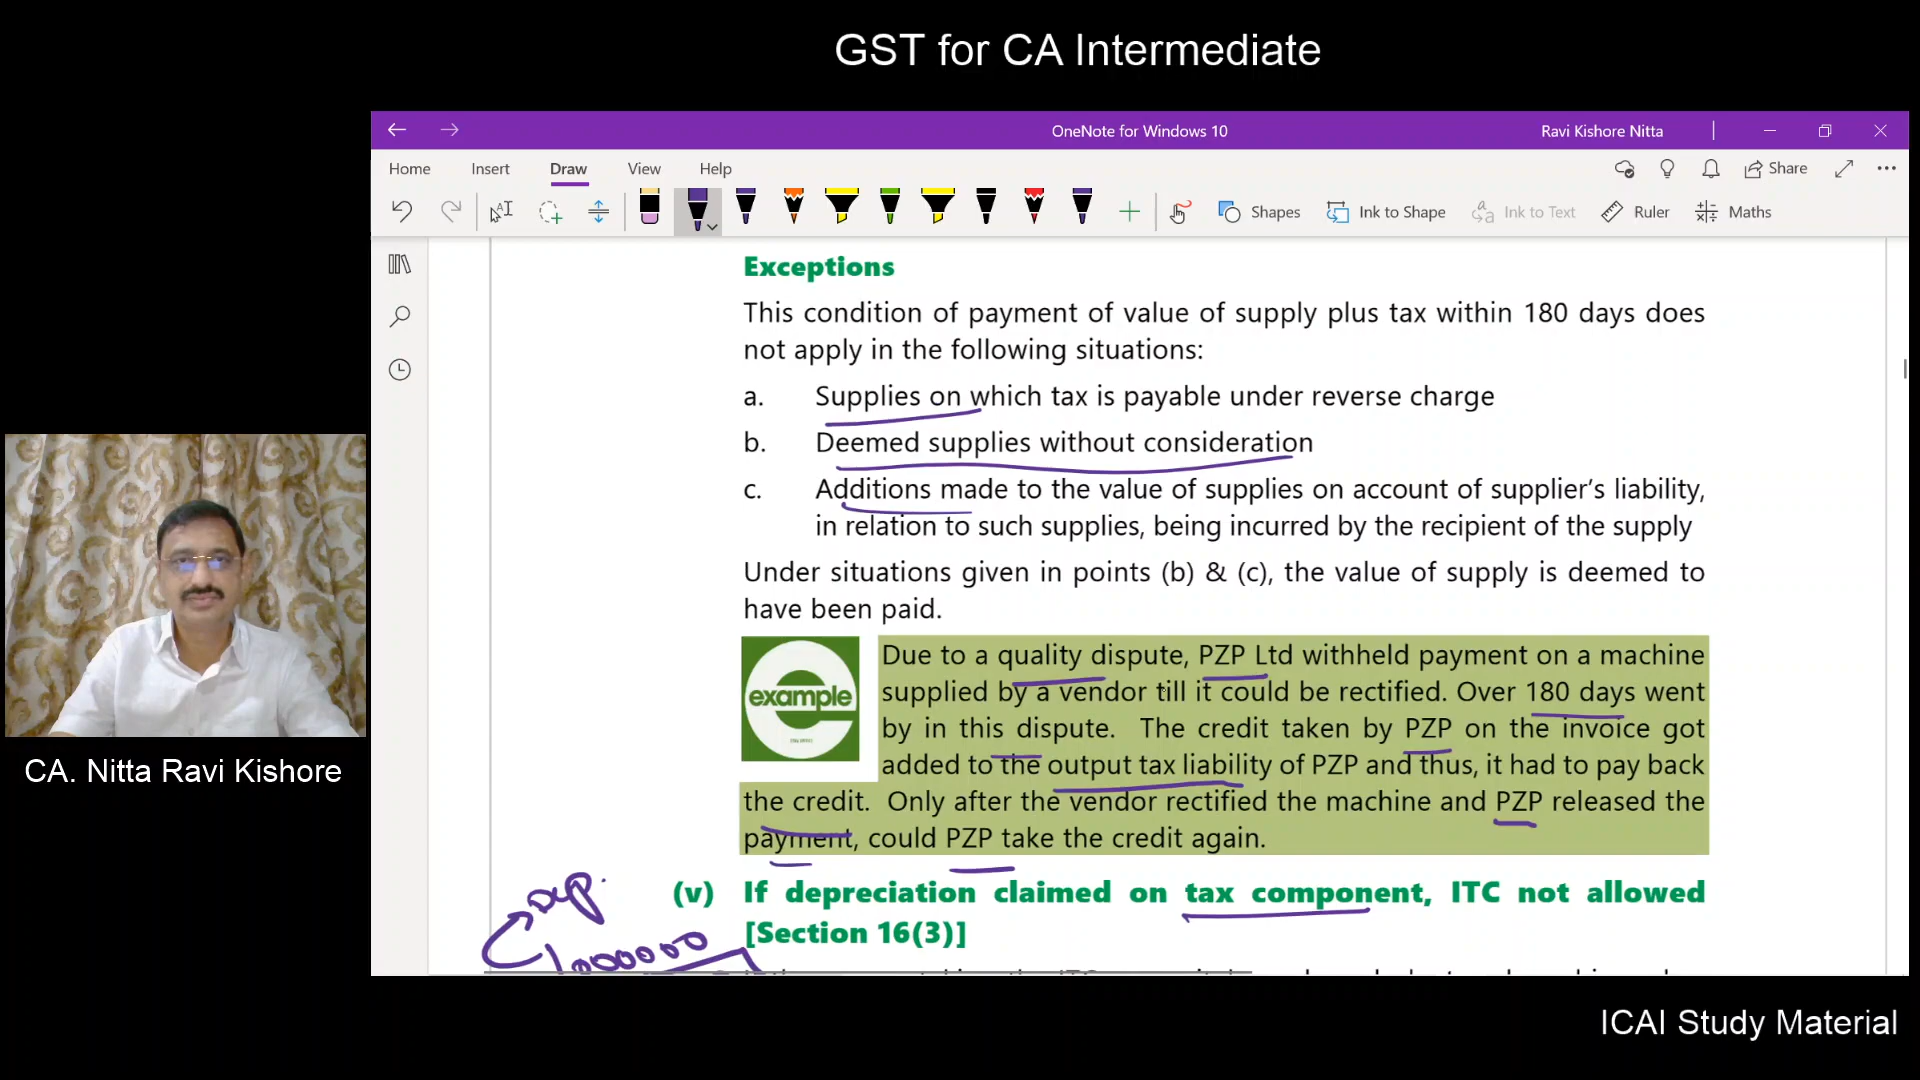 GST for CA Intermediate
OneNote for Windows 10
Ravi Kishore Nitta
Home Insert Draw View Help
Share
Shapes Ink to Shape Ink to Text Ruler Maths
Exceptions
This condition of payment of value of supply plus tax within 180 days does
not apply in the following situations:
a. Supplies on which tax is payable under reverse charge
b. Deemed supplies without consideration
c. Additions made to the value of supplies on account of supplier’s liability,
in relation to such supplies, being incurred by the recipient of the supply
Under situations given in points (b) & (c), the value of supply is deemed to
have been paid.
example
Due to a quality dispute, PZP Ltd withheld payment on a machine
supplied by a vendor till it could be rectified. Over 180 days went
by in this dispute. The credit taken by PZP on the invoice got
added to the output tax liability of PZP and thus, it had to pay back
the credit. Only after the vendor rectified the machine and PZP released the
payment, could PZP take the credit again.
(v) If depreciation claimed on tax component, ITC not allowed
[Section 16(3)]
dep.
1000000
CA. Nitta Ravi Kishore
ICAI Study Material